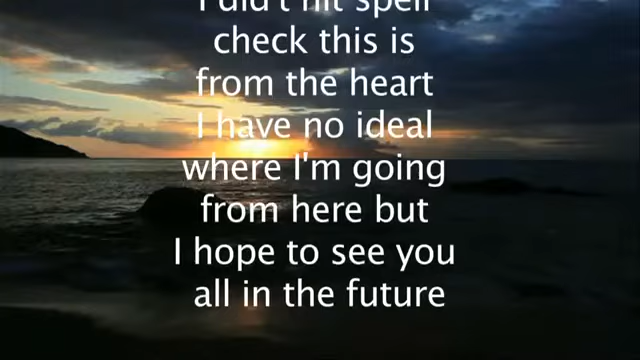 I did't hit spell
check this is
from the heart
I have no ideal
where I'm going
from here but
I hope to see you
all in the future